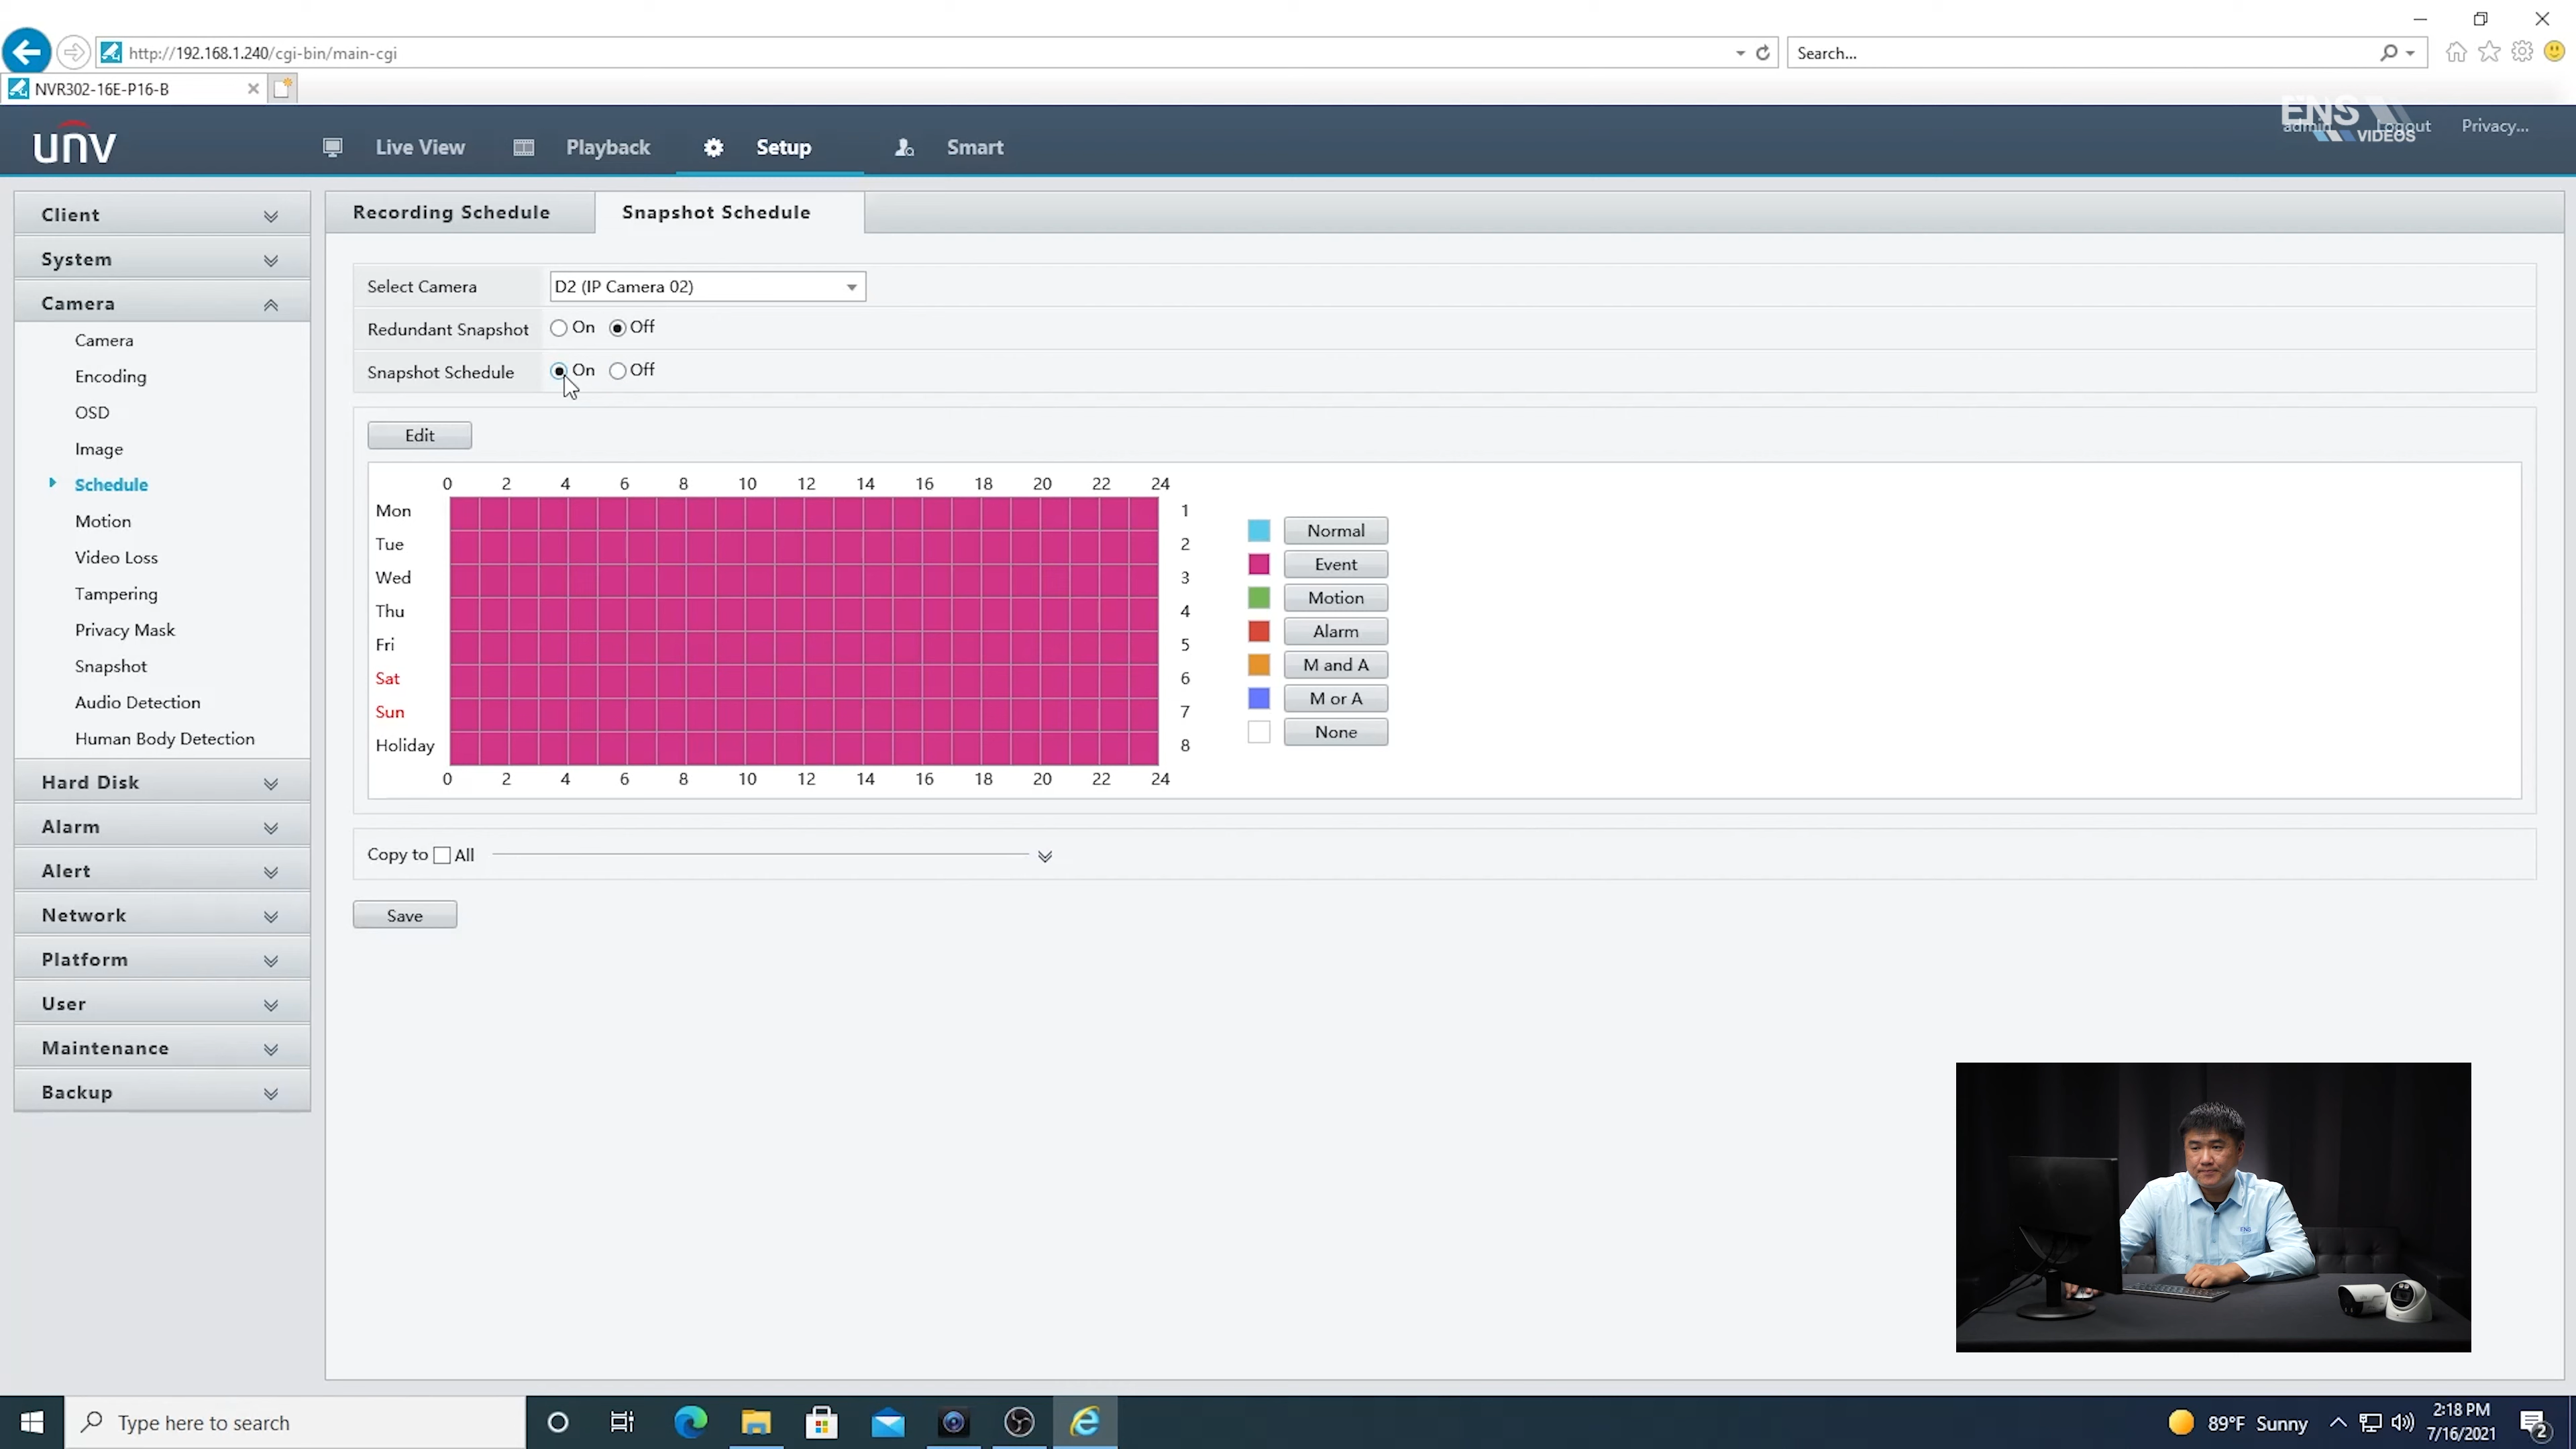 http://192.168.1.240/cgi-bin/main-cgi
Search...
NVR302-16E-P16-B
unv
Live View
Playback
Setup
Smart
ENS
VIDEOS
admin
Logout
Privacy...
Client
System
Camera
Camera
Encoding
OSD
Image
Schedule
Motion
Video Loss
Tampering
Privacy Mask
Snapshot
Audio Detection
Human Body Detection
Hard Disk
Alarm
Alert
Network
Platform
User
Maintenance
Backup
Recording Schedule
Snapshot Schedule
Select Camera D2 (IP Camera 02)
Redundant Snapshot On Off
Snapshot Schedule On Off
Edit
0 2 4 6 8 10 12 14 16 18 20 22 24
Mon 1
Tue 2
Wed 3
Thu 4
Fri 5
Sat 6
Sun 7
Holiday 8
0 2 4 6 8 10 12 14 16 18 20 22 24
Normal
Event
Motion
Alarm
M and A
M or A
None
Copy to All
Save
ENS
Type here to search
89°F Sunny
2:18 PM
7/16/2021
2